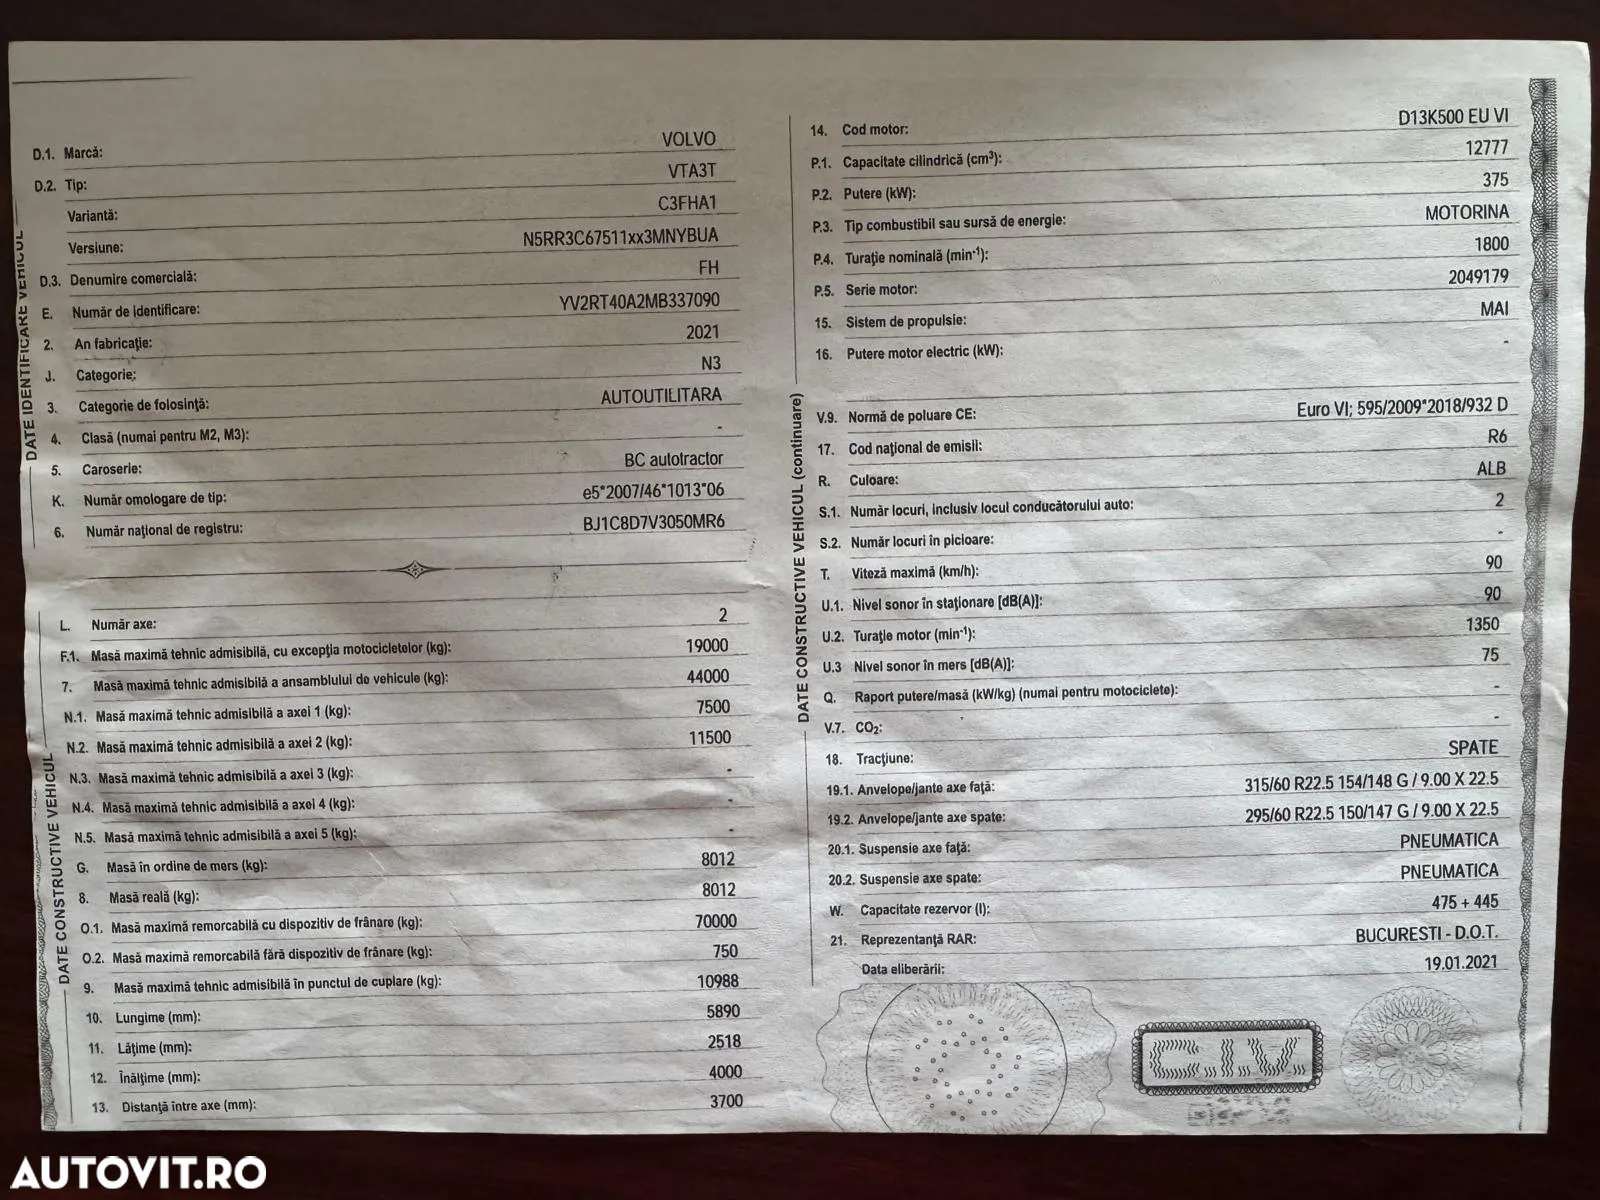 DATE IDENTIFICARE VEHICUL
D.1. Marcă: VOLVO
D.2. Tip: VTA3T
Variantă: C3FHA1
Versiune: N5RR3C67511xx3MNYBUA
D.3. Denumire comercială: FH
E. Număr de identificare: YV2RT40A2MB337090
2. An fabricaţie: 2021
J. Categorie: N3
3. Categorie de folosinţă: AUTOUTILITARA
4. Clasă (numai pentru M2, M3): -
5. Caroserie: BC autotractor
K. Număr omologare de tip: e5*2007/46*1013*06
6. Număr naţional de registru: BJ1C8D7V3050MR6
DATE CONSTRUCTIVE VEHICUL
L. Număr axe: 2
F.1. Masă maximă tehnic admisibilă, cu excepţia motocicletelor (kg): 19000
7. Masă maximă tehnic admisibilă a ansamblului de vehicule (kg): 44000
N.1. Masă maximă tehnic admisibilă a axei 1 (kg): 7500
N.2. Masă maximă tehnic admisibilă a axei 2 (kg): 11500
N.3. Masă maximă tehnic admisibilă a axei 3 (kg): -
N.4. Masă maximă tehnic admisibilă a axei 4 (kg): -
N.5. Masă maximă tehnic admisibilă a axei 5 (kg): -
G. Masă în ordine de mers (kg): 8012
8. Masă reală (kg): 8012
O.1. Masă maximă remorcabilă cu dispozitiv de frânare (kg): 70000
O.2. Masă maximă remorcabilă fără dispozitiv de frânare (kg): 750
9. Masă maximă tehnic admisibilă în punctul de cuplare (kg): 10988
10. Lungime (mm): 5890
11. Lăţime (mm): 2518
12. Înălţime (mm): 4000
13. Distanţă între axe (mm): 3700
DATE CONSTRUCTIVE VEHICUL (continuare)
14. Cod motor: D13K500 EU VI
P.1. Capacitate cilindrică (cm³): 12777
P.2. Putere (kW): 375
P.3. Tip combustibil sau sursă de energie: MOTORINA
P.4. Turaţie nominală (min⁻¹): 1800
P.5. Serie motor: 2049179
15. Sistem de propulsie: MAI
16. Putere motor electric (kW): -
V.9. Normă de poluare CE: Euro VI; 595/2009*2018/932 D
17. Cod naţional de emisii: R6
R. Culoare: ALB
S.1. Număr locuri, inclusiv locul conducătorului auto: 2
S.2. Număr locuri în picioare: -
T. Viteză maximă (km/h): 90
U.1. Nivel sonor în staţionare [dB(A)]: 90
U.2. Turaţie motor (min⁻¹): 1350
U.3 Nivel sonor în mers [dB(A)]: 75
Q. Raport putere/masă (kW/kg) (numai pentru motociclete): -
V.7. CO₂: -
18. Tracţiune: SPATE
19.1. Anvelope/jante axe faţă: 315/60 R22.5 154/148 G / 9.00 X 22.5
19.2. Anvelope/jante axe spate: 295/60 R22.5 150/147 G / 9.00 X 22.5
20.1. Suspensie axe faţă: PNEUMATICA
20.2. Suspensie axe spate: PNEUMATICA
W. Capacitate rezervor (l): 475 + 445
21. Reprezentanţă RAR: BUCURESTI - D.O.T.
Data eliberării: 19.01.2021
C.I.V.
AUTOVIT.RO